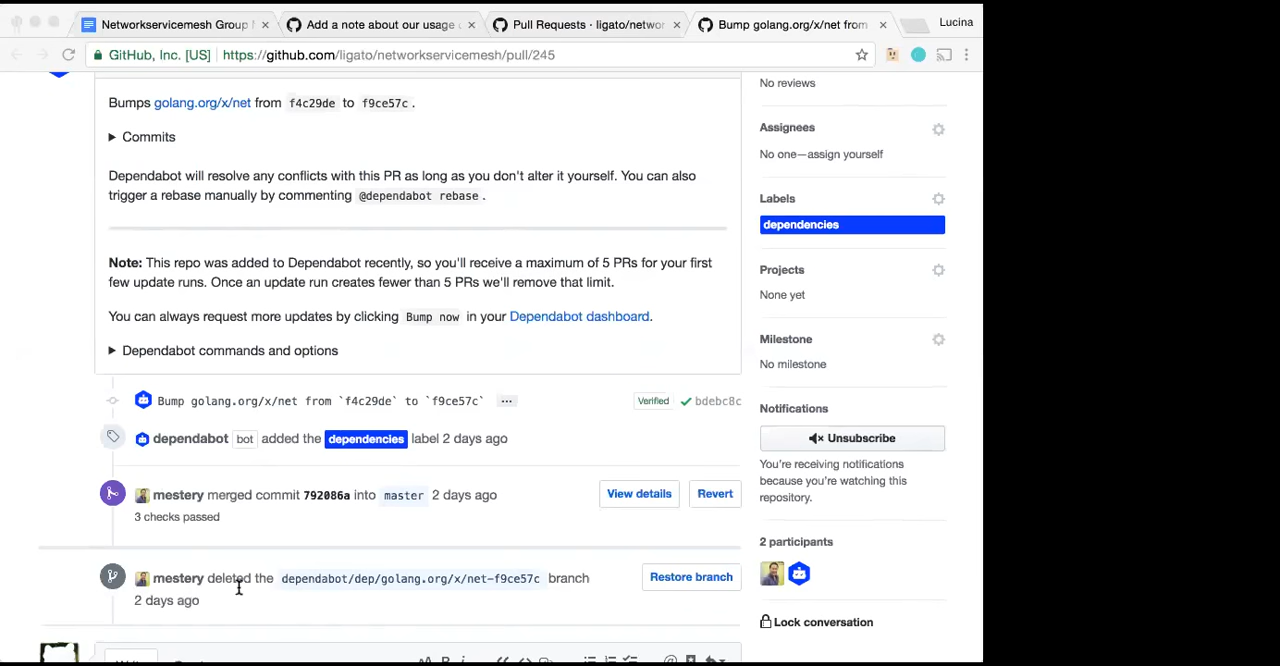 Networkservicemesh Group M
Add a note about our usage o
Pull Requests · ligato/networ
Bump golang.org/x/net from
Lucina
GitHub, Inc. [US] https://github.com/ligato/networkservicemesh/pull/245
Bumps golang.org/x/net from f4c29de to f9ce57c.
Commits
Dependabot will resolve any conflicts with this PR as long as you don't alter it yourself. You can also
trigger a rebase manually by commenting @dependabot rebase.
Note: This repo was added to Dependabot recently, so you'll receive a maximum of 5 PRs for your first
few update runs. Once an update run creates fewer than 5 PRs we'll remove that limit.
You can always request more updates by clicking Bump now in your Dependabot dashboard.
Dependabot commands and options
Bump golang.org/x/net from `f4c29de` to `f9ce57c` ...
Verified bdebc8c
dependabot bot added the dependencies label 2 days ago
mestery merged commit 792086a into master 2 days ago
3 checks passed
View details
Revert
mestery deleted the dependabot/dep/golang.org/x/net-f9ce57c branch
2 days ago
Restore branch
No reviews
Assignees
No one—assign yourself
Labels
dependencies
Projects
None yet
Milestone
No milestone
Notifications
Unsubscribe
You're receiving notifications
because you're watching this
repository.
2 participants
Lock conversation